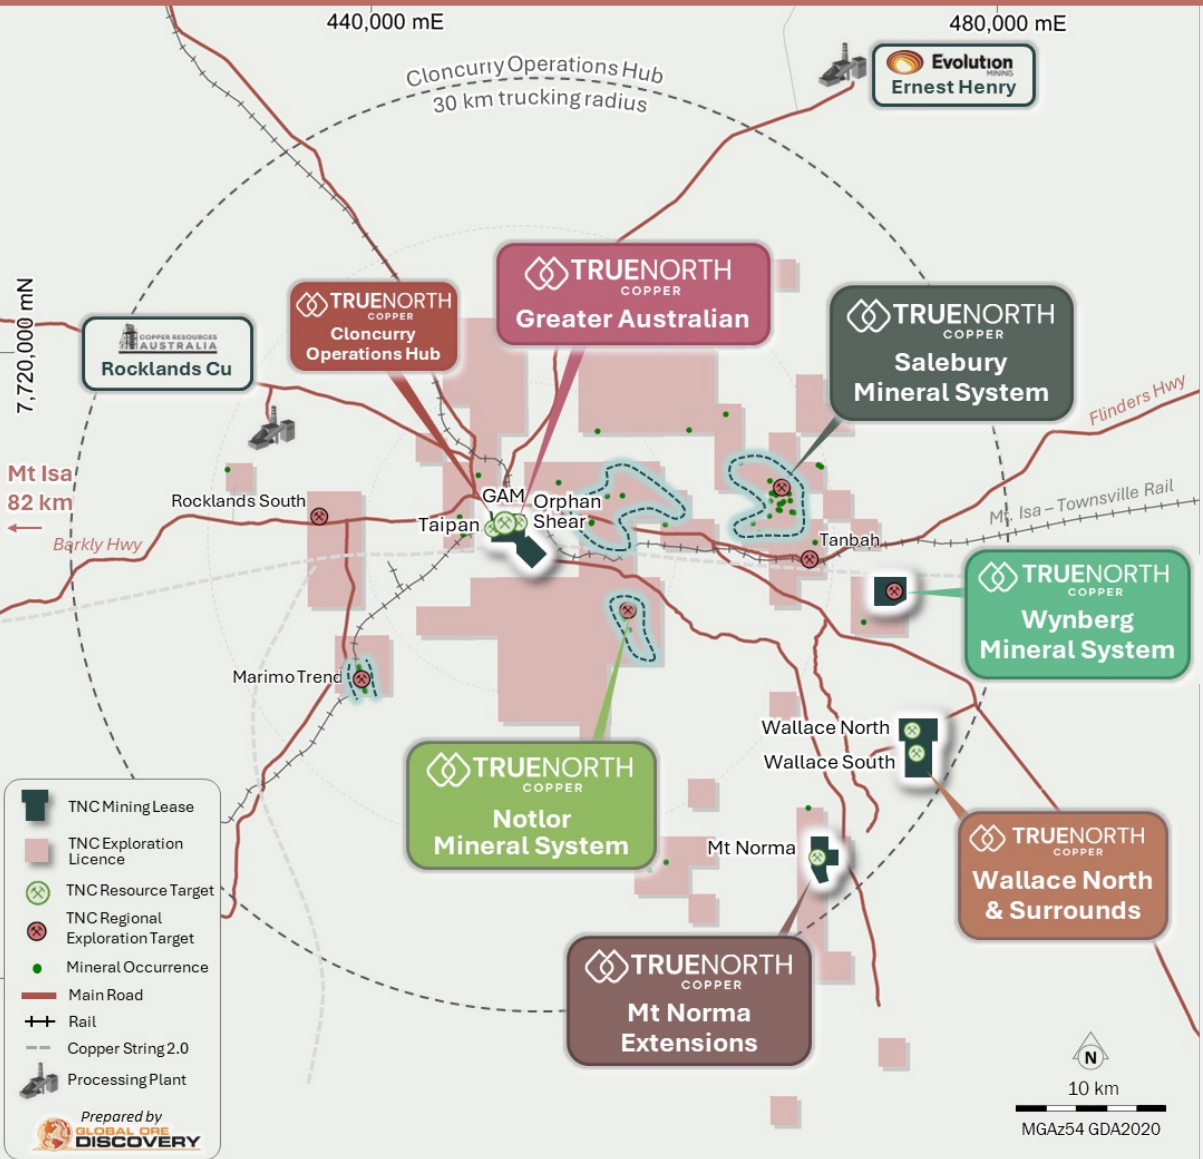 440,000 mE
480,000 mE
7,720,000 mN
Cloncurry Operations Hub
30 km trucking radius
Evolution
MINING
Ernest Henry
TRUENORTH
COPPER
Greater Australian
TRUENORTH
COPPER
Cloncurry
Operations Hub
TRUENORTH
COPPER
Salebury
Mineral System
COPPER RESOURCES
AUSTRALIA
Rocklands Cu
Flinders Hwy
Mt Isa
82 km
Rocklands South
GAM
Orphan
Shear
Taipan
Mt. Isa - Townsville Rail
Barkly Hwy
Tanbah
TRUENORTH
COPPER
Wynberg
Mineral System
Marimo Trend
Wallace North
Wallace South
TRUENORTH
COPPER
Notlor
Mineral System
Mt Norma
TRUENORTH
COPPER
Wallace North
& Surrounds
TRUENORTH
COPPER
Mt Norma
Extensions
TNC Mining Lease
TNC Exploration
Licence
TNC Resource Target
TNC Regional
Exploration Target
Mineral Occurrence
Main Road
Rail
Copper String 2.0
Processing Plant
Prepared by
GLOBAL ORE
DISCOVERY
N
10 km
MGAz54 GDA2020